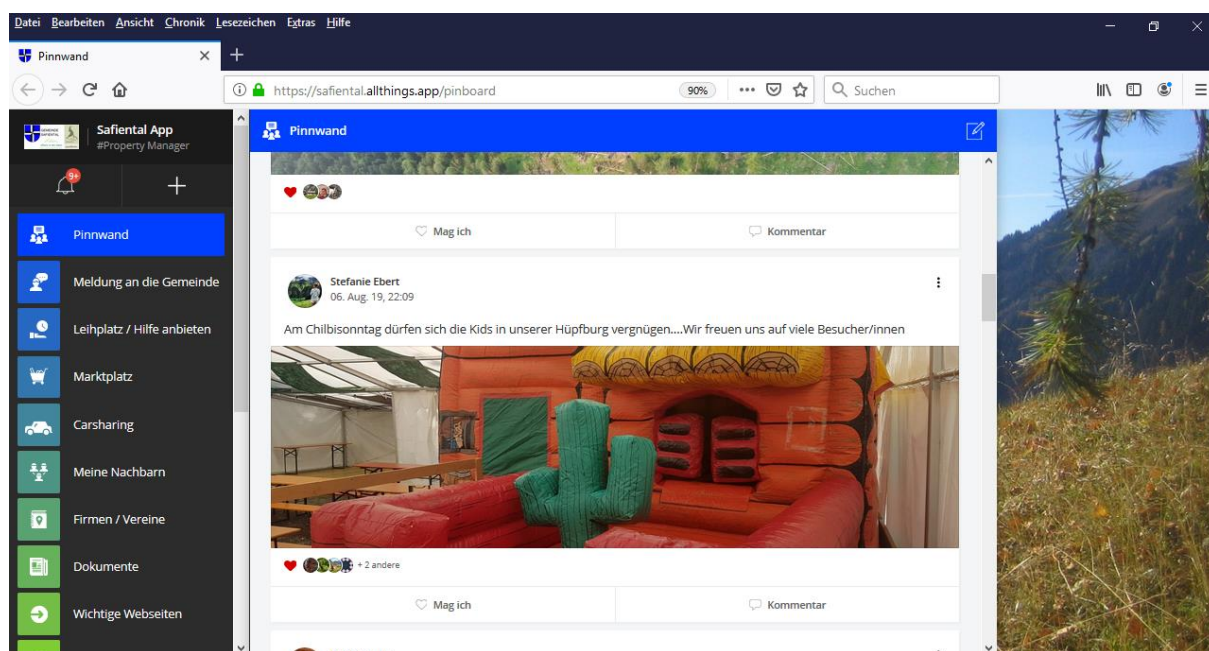 Datei Bearbeiten Ansicht Chronik Lesezeichen Extras Hilfe
Pinnwand
https://safiental.allthings.app/pinboard
90%
Suchen
Safiental App
#Property Manager
9+
Pinnwand
Meldung an die Gemeinde
Leihplatz / Hilfe anbieten
Marktplatz
Carsharing
Meine Nachbarn
Firmen / Vereine
Dokumente
Wichtige Webseiten
Pinnwand
Mag ich
Kommentar
Stefanie Ebert
06. Aug. 19, 22:09
Am Chilbisonntag dürfen sich die Kids in unserer Hüpfburg vergnügen....Wir freuen uns auf viele Besucher/innen
+ 2 andere
Mag ich
Kommentar